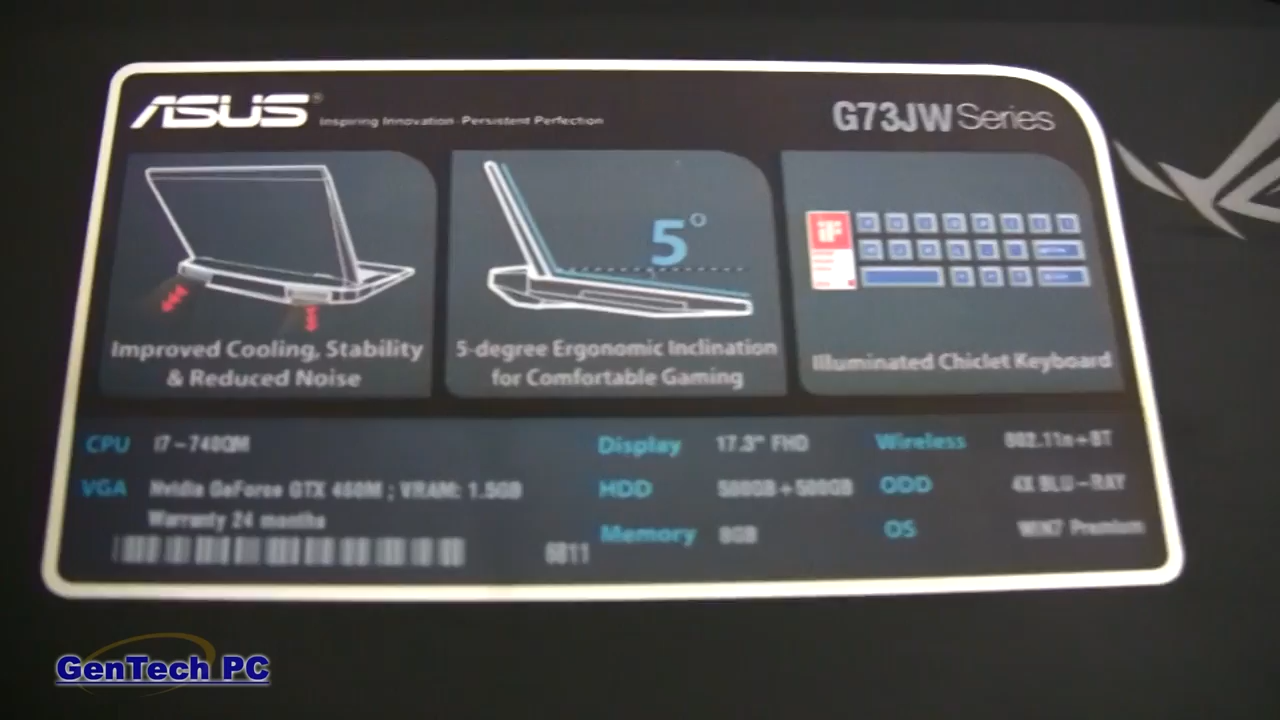 ASUS® Inspiring Innovation · Persistent Perfection
G73JW Series
5°
iF
Improved Cooling, Stability
& Reduced Noise
5-degree Ergonomic Inclination
for Comfortable Gaming
Illuminated Chiclet Keyboard
CPU i7-740QM
Display 17.3" FHD
Wireless 802.11n+BT
VGA Nvidia GeForce GTX 460M ; VRAM: 1.5GB
HDD 500GB+500GB
ODD 4X BLU-RAY
Warranty 24 months
Memory 8GB
OS WIN7 Premium
GenTech PC